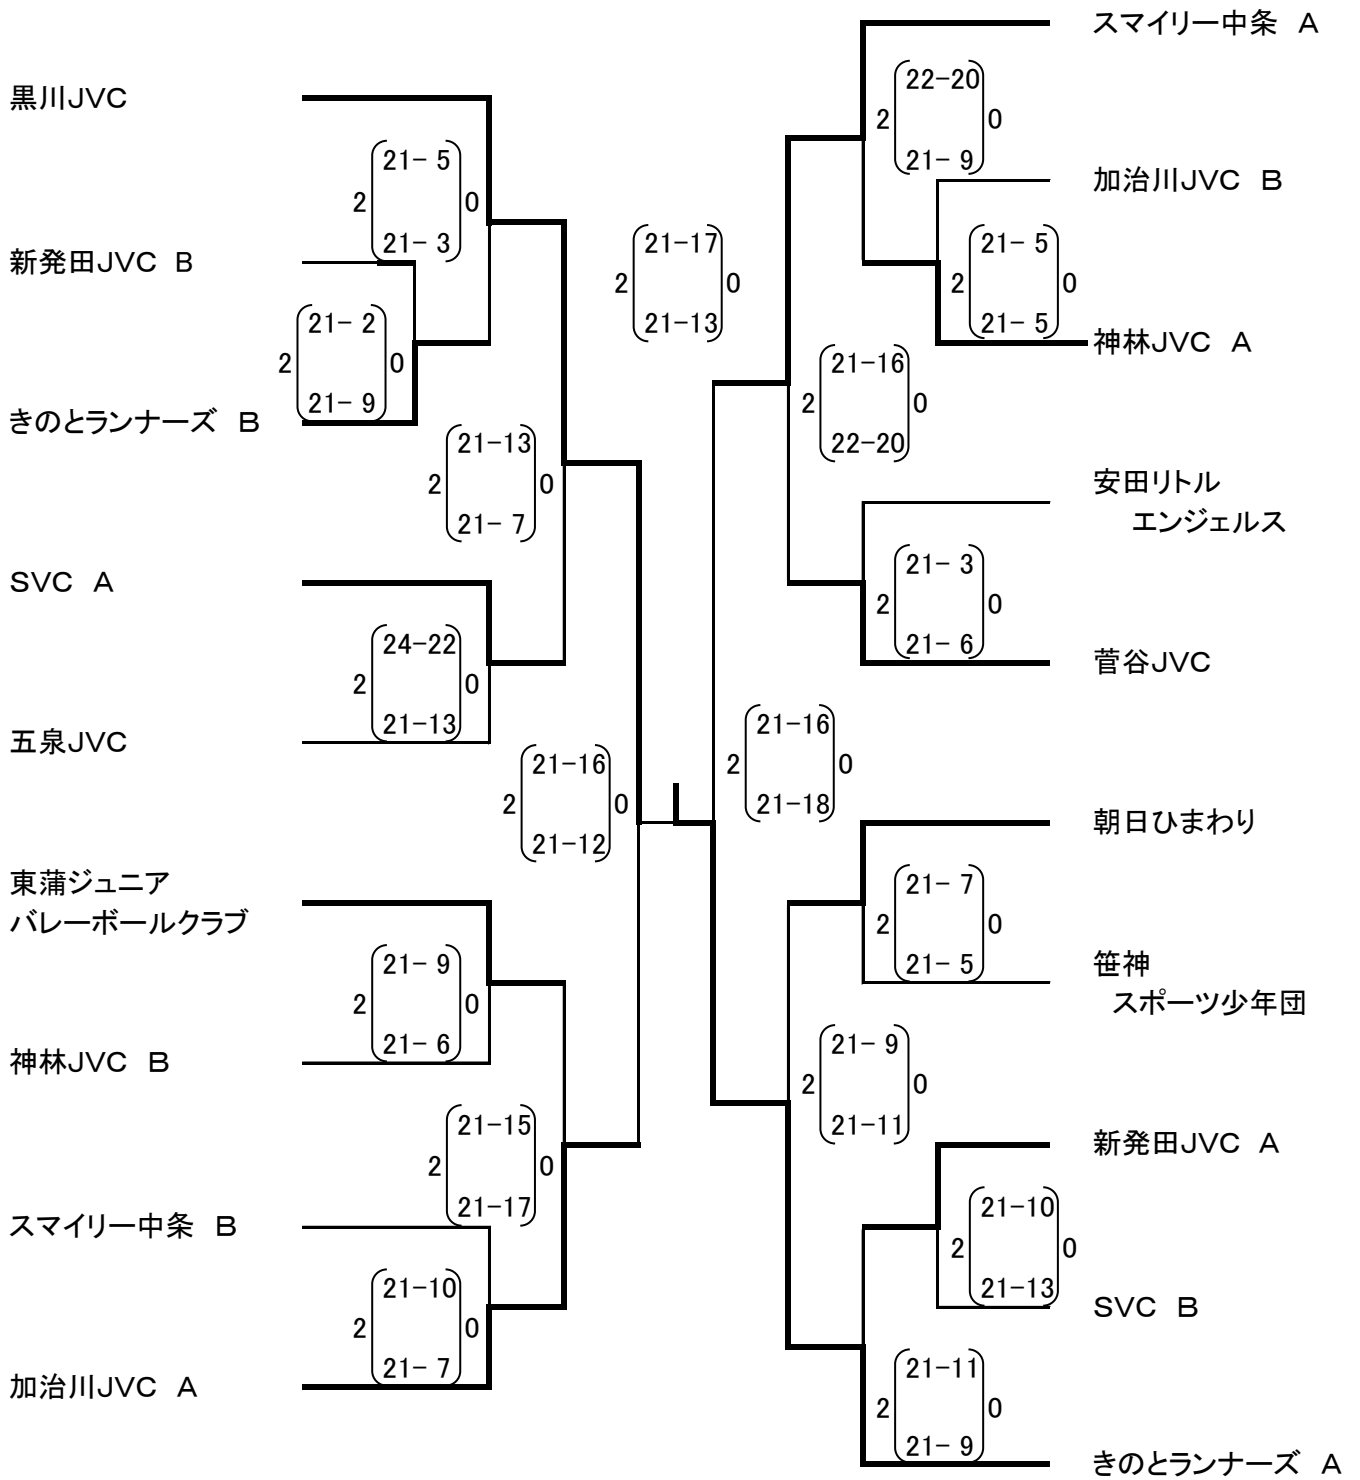 黒川JVC
21- 5
2 0
21- 3
新発田JVC B
21- 2
2 0
21- 9
きのとランナーズ B
21-13
2 0
21- 7
SVC A
24-22
2 0
21-13
五泉JVC
21-16
2 0
21-12
東蒲ジュニア
バレーボールクラブ
21- 9
2 0
21- 6
神林JVC B
21-15
2 0
21-17
スマイリー中条 B
21-10
2 0
21- 7
加治川JVC A
21-17
2 0
21-13
スマイリー中条 A
22-20
2 0
21- 9
加治川JVC B
21- 5
2 0
21- 5
神林JVC A
21-16
2 0
22-20
安田リトル
エンジェルス
21- 3
2 0
21- 6
菅谷JVC
21-16
2 0
21-18
朝日ひまわり
21- 7
2 0
21- 5
笹神
スポーツ少年団
21- 9
2 0
21-11
新発田JVC A
21-10
2 0
21-13
SVC B
21-11
2 0
21- 9
きのとランナーズ A